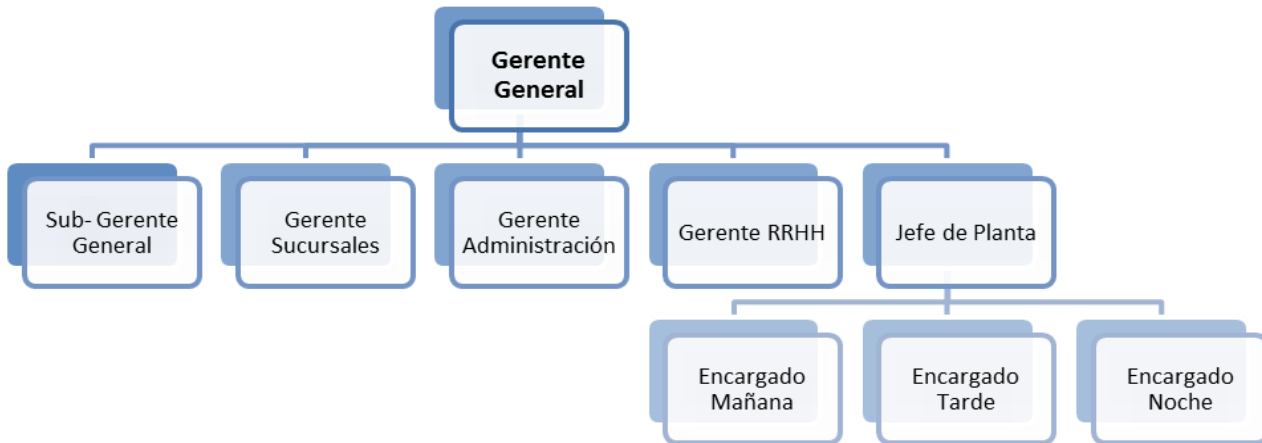 Gerente
General
Sub- Gerente
General
Gerente
Sucursales
Gerente
Administración
Gerente RRHH
Jefe de Planta
Encargado
Mañana
Encargado
Tarde
Encargado
Noche